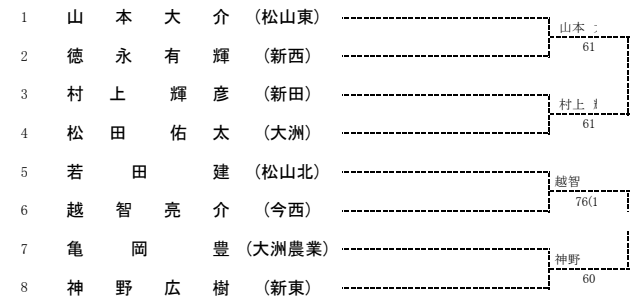 1 山 本 大 介 (松山東)
山本
2 徳 永 有 輝 (新西)
61
3 村 上 輝 彦 (新田)
村上
4 松 田 佑 太 (大洲)
61
5 若 田 建 (松山北)
越智
6 越 智 亮 介 (今西)
76(1
7 亀 岡 豊 (大洲農業)
神野
8 神 野 広 樹 (新東)
60